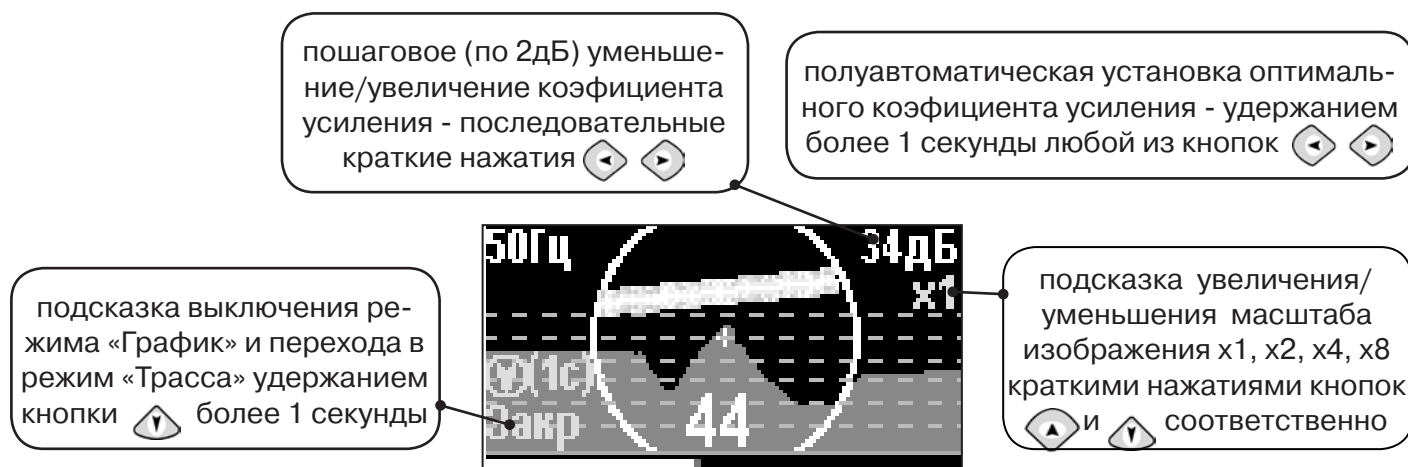 пошаговое (по 2дБ) уменьше-
ние/увеличение коэфициента
усиления - последовательные
краткие нажатия
полуавтоматическая установка оптималь-
ного коэфициента усиления - удержанием
более 1 секунды любой из кнопок
50Гц
34дБ
x1
(1с)
Закр
44
подсказка выключения ре-
жима «График» и перехода в
режим «Трасса» удержанием
кнопки более 1 секунды
подсказка увеличения/
уменьшения масштаба
изображения х1, х2, х4, х8
краткими нажатиями кнопок
и соответственно